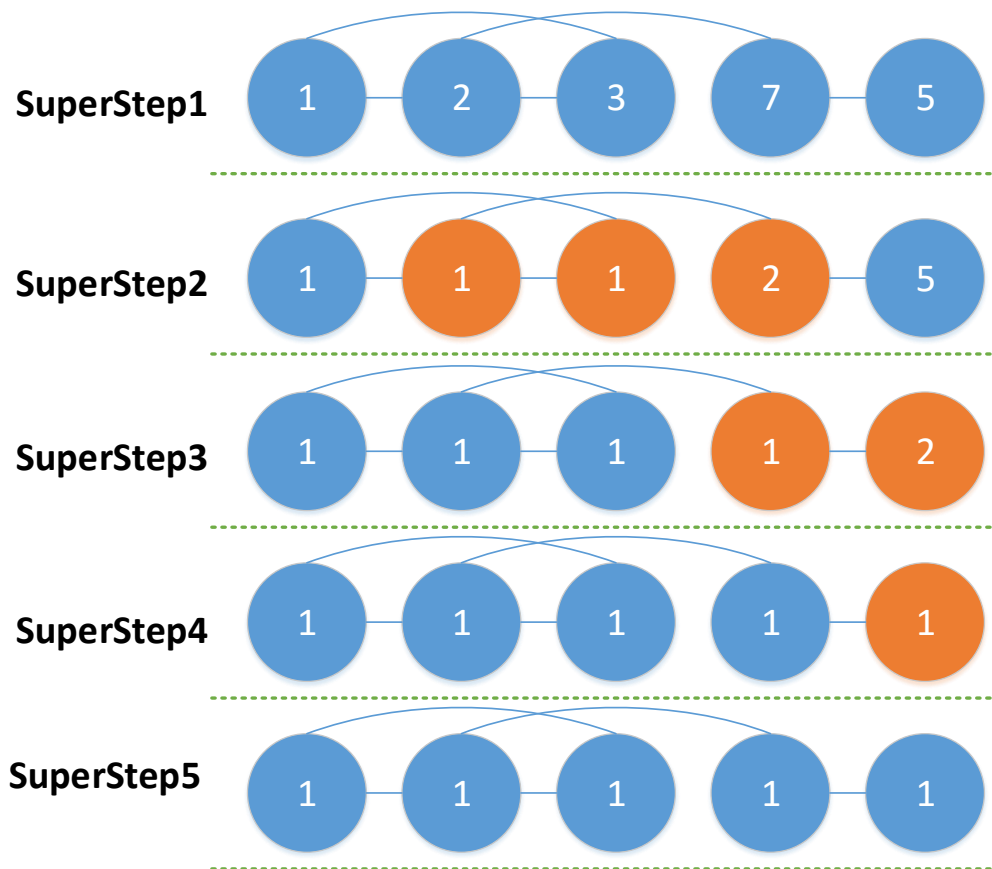 SuperStep1 1 2 3 7 5
SuperStep2 1 1 1 2 5
SuperStep3 1 1 1 1 2
SuperStep4 1 1 1 1 1
SuperStep5 1 1 1 1 1